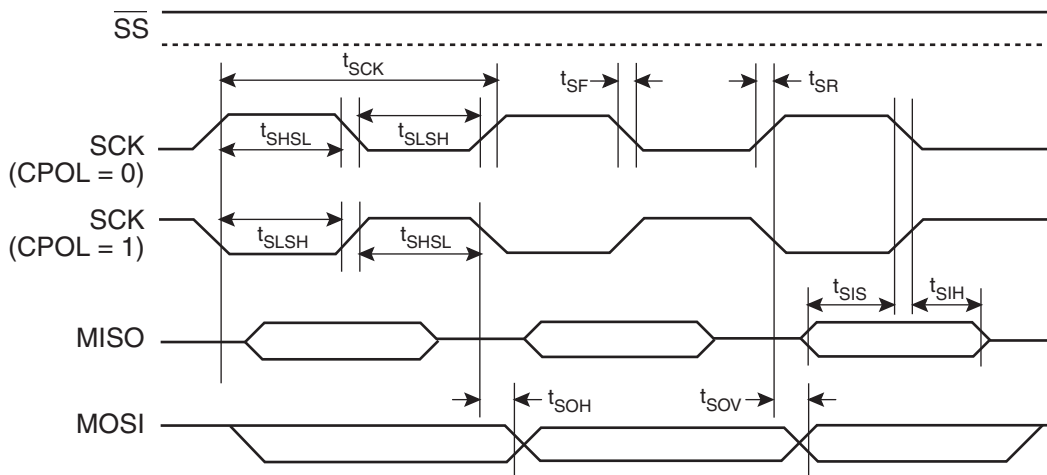 SS
tSCK
tSF
tSR
SCK
(CPOL = 0)
tSHSL
tSLSH
SCK
(CPOL = 1)
tSLSH
tSHSL
tSIS
tSIH
MISO
tSOH
tSOV
MOSI